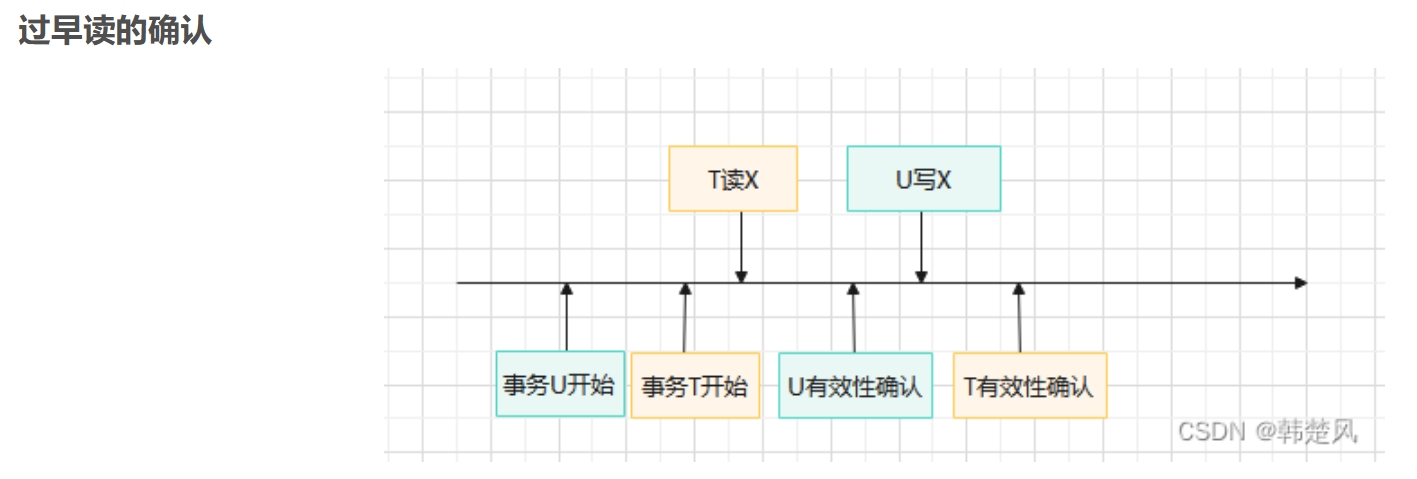 过早读的确认
T读X
U写X
事务U开始
事务T开始
U有效性确认
T有效性确认
CSDN @韩楚风